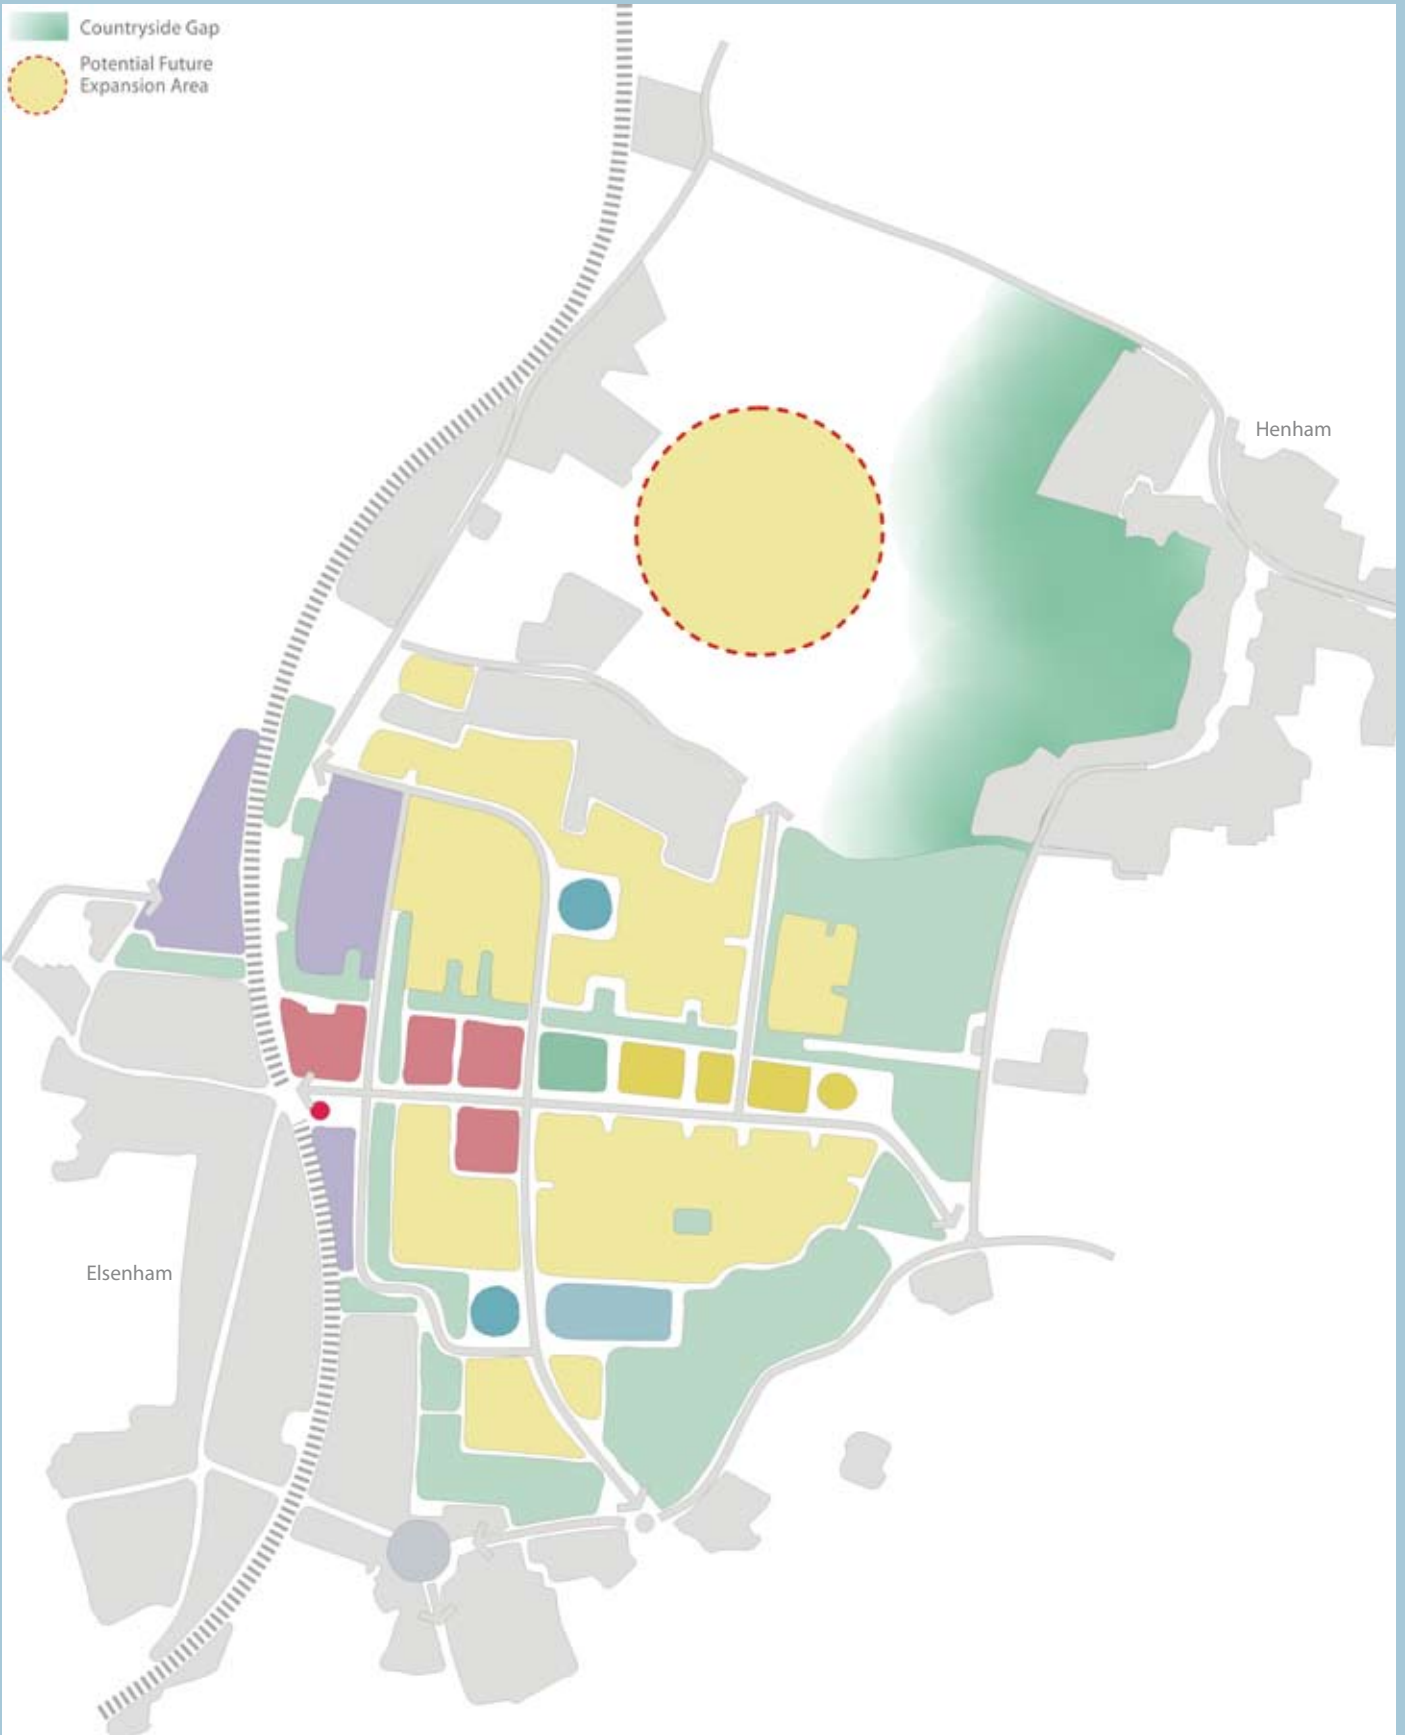 Countryside Gap
Potential Future
Expansion Area
Henham
Elsenham